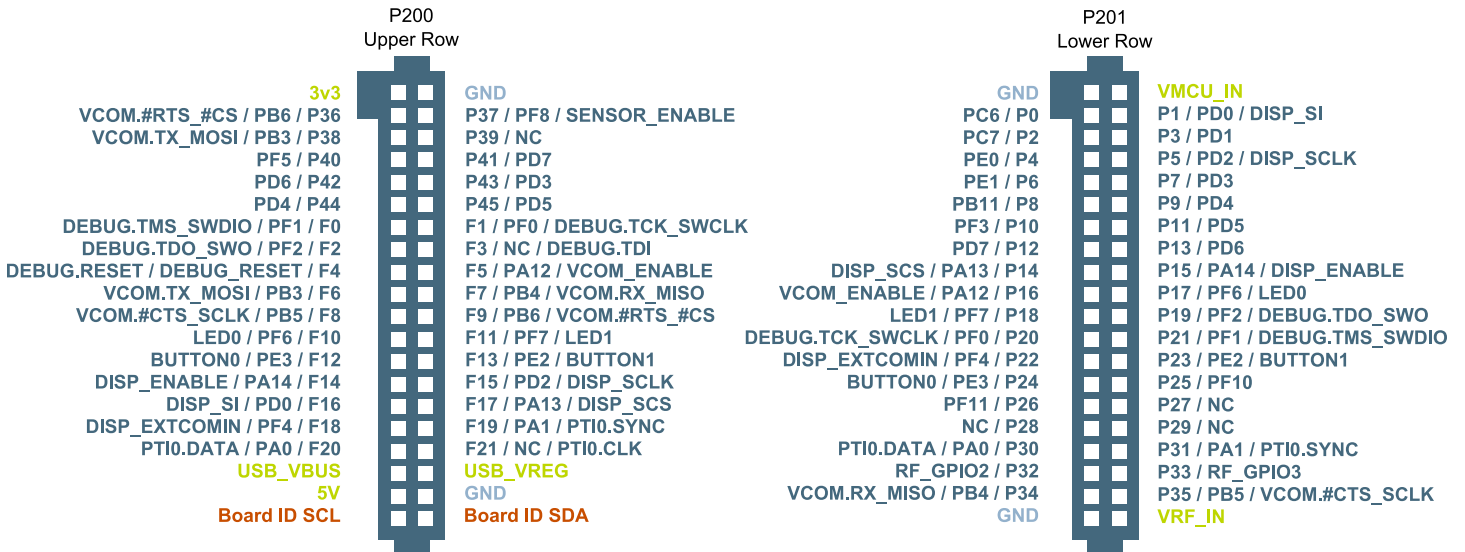 P200
Upper Row
3v3
GND
VCOM.#RTS_#CS / PB6 / P36
P37 / PF8 / SENSOR_ENABLE
VCOM.TX_MOSI / PB3 / P38
P39 / NC
PF5 / P40
P41 / PD7
PD6 / P42
P43 / PD3
PD4 / P44
P45 / PD5
DEBUG.TMS_SWDIO / PF1 / F0
F1 / PF0 / DEBUG.TCK_SWCLK
DEBUG.TDO_SWO / PF2 / F2
F3 / NC / DEBUG.TDI
DEBUG.RESET / DEBUG_RESET / F4
F5 / PA12 / VCOM_ENABLE
VCOM.TX_MOSI / PB3 / F6
F7 / PB4 / VCOM.RX_MISO
VCOM.#CTS_SCLK / PB5 / F8
F9 / PB6 / VCOM.#RTS_#CS
LED0 / PF6 / F10
F11 / PF7 / LED1
BUTTON0 / PE3 / F12
F13 / PE2 / BUTTON1
DISP_ENABLE / PA14 / F14
F15 / PD2 / DISP_SCLK
DISP_SI / PD0 / F16
F17 / PA13 / DISP_SCS
DISP_EXTCOMIN / PF4 / F18
F19 / PA1 / PTI0.SYNC
PTI0.DATA / PA0 / F20
F21 / NC / PTI0.CLK
USB_VBUS
USB_VREG
5V
GND
Board ID SCL
Board ID SDA
P201
Lower Row
GND
VMCU_IN
PC6 / P0
P1 / PD0 / DISP_SI
PC7 / P2
P3 / PD1
PE0 / P4
P5 / PD2 / DISP_SCLK
PE1 / P6
P7 / PD3
PB11 / P8
P9 / PD4
PF3 / P10
P11 / PD5
PD7 / P12
P13 / PD6
DISP_SCS / PA13 / P14
P15 / PA14 / DISP_ENABLE
VCOM_ENABLE / PA12 / P16
P17 / PF6 / LED0
LED1 / PF7 / P18
P19 / PF2 / DEBUG.TDO_SWO
DEBUG.TCK_SWCLK / PF0 / P20
P21 / PF1 / DEBUG.TMS_SWDIO
DISP_EXTCOMIN / PF4 / P22
P23 / PE2 / BUTTON1
BUTTON0 / PE3 / P24
P25 / PF10
PF11 / P26
P27 / NC
NC / P28
P29 / NC
PTI0.DATA / PA0 / P30
P31 / PA1 / PTI0.SYNC
RF_GPIO2 / P32
P33 / RF_GPIO3
VCOM.RX_MISO / PB4 / P34
P35 / PB5 / VCOM.#CTS_SCLK
GND
VRF_IN